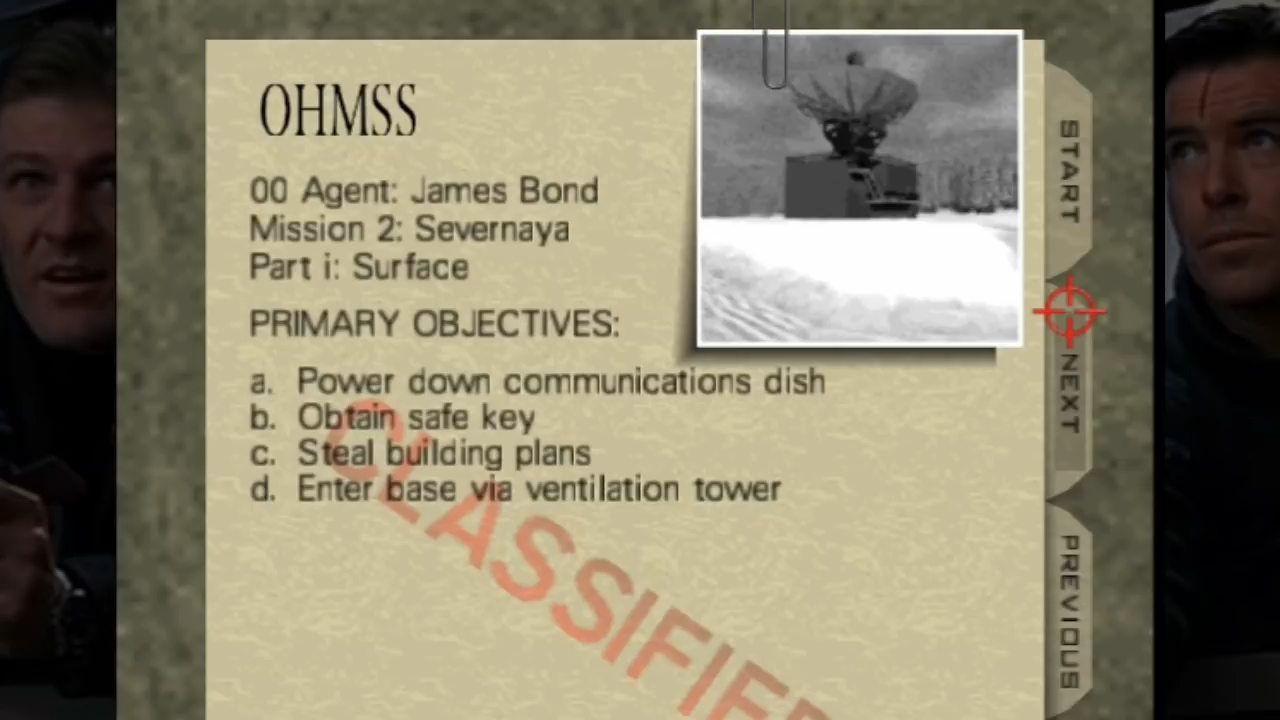 OHMSS
00 Agent: James Bond
Mission 2: Severnaya
Part i: Surface
PRIMARY OBJECTIVES:
a. Power down communications dish
b. Obtain safe key
c. Steal building plans
d. Enter base via ventilation tower
CLASSIFIE
START
NEXT
PREVIOUS